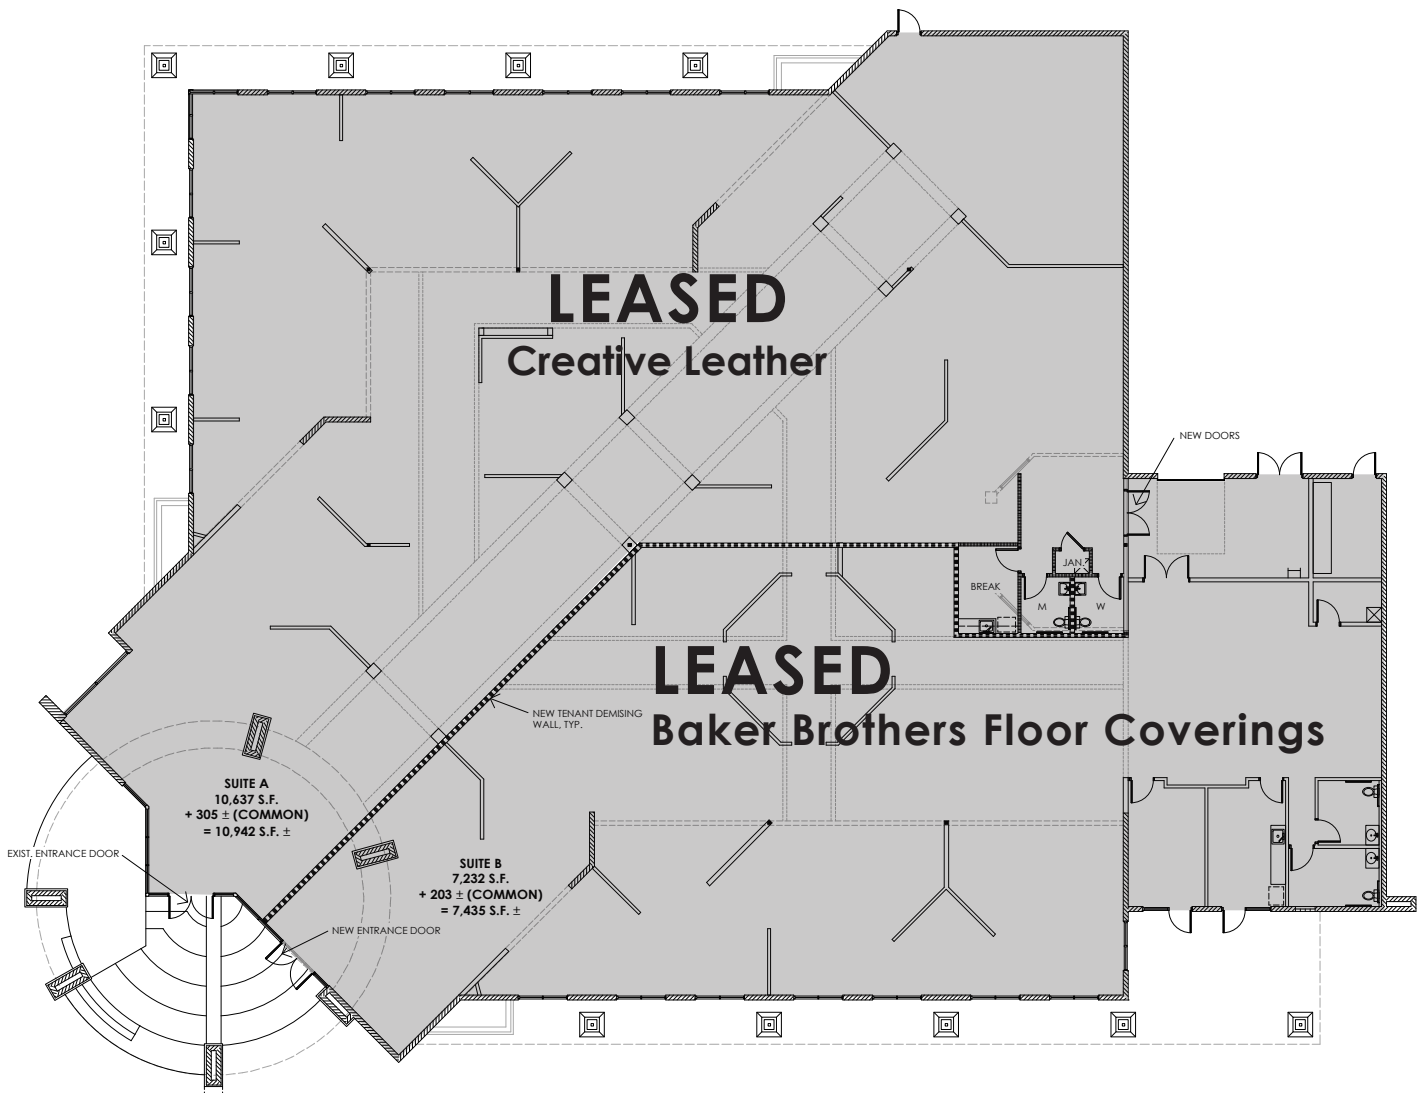 LEASED
Creative Leather
NEW DOORS
JAN.
BREAK
M
W
LEASED
NEW TENANT DEMISING
WALL, TYP.
Baker Brothers Floor Coverings
SUITE A
10,637 S.F.
+ 305 ± (COMMON)
= 10,942 S.F. ±
EXIST. ENTRANCE DOOR
SUITE B
7,232 S.F.
+ 203 ± (COMMON)
= 7,435 S.F. ±
NEW ENTRANCE DOOR